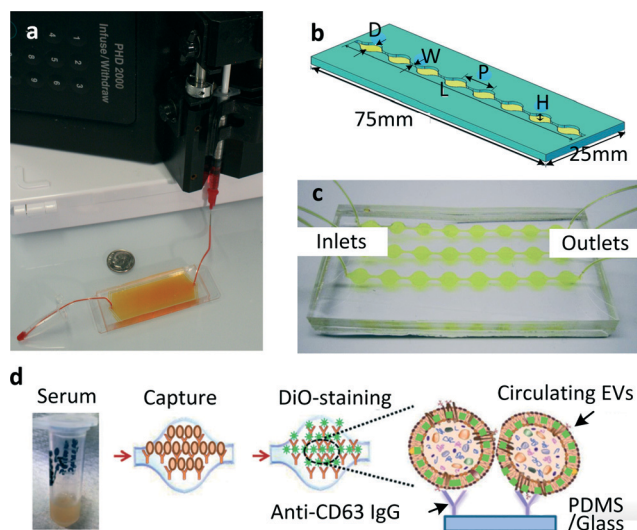 a
PHD 2000
Infuse/Withdraw
b
D
W
P
L
H
75mm
25mm
c
Inlets
Outlets
d
Serum
Capture
DiO-staining
Circulating EVs
Anti-CD63 IgG
PDMS
/Glass